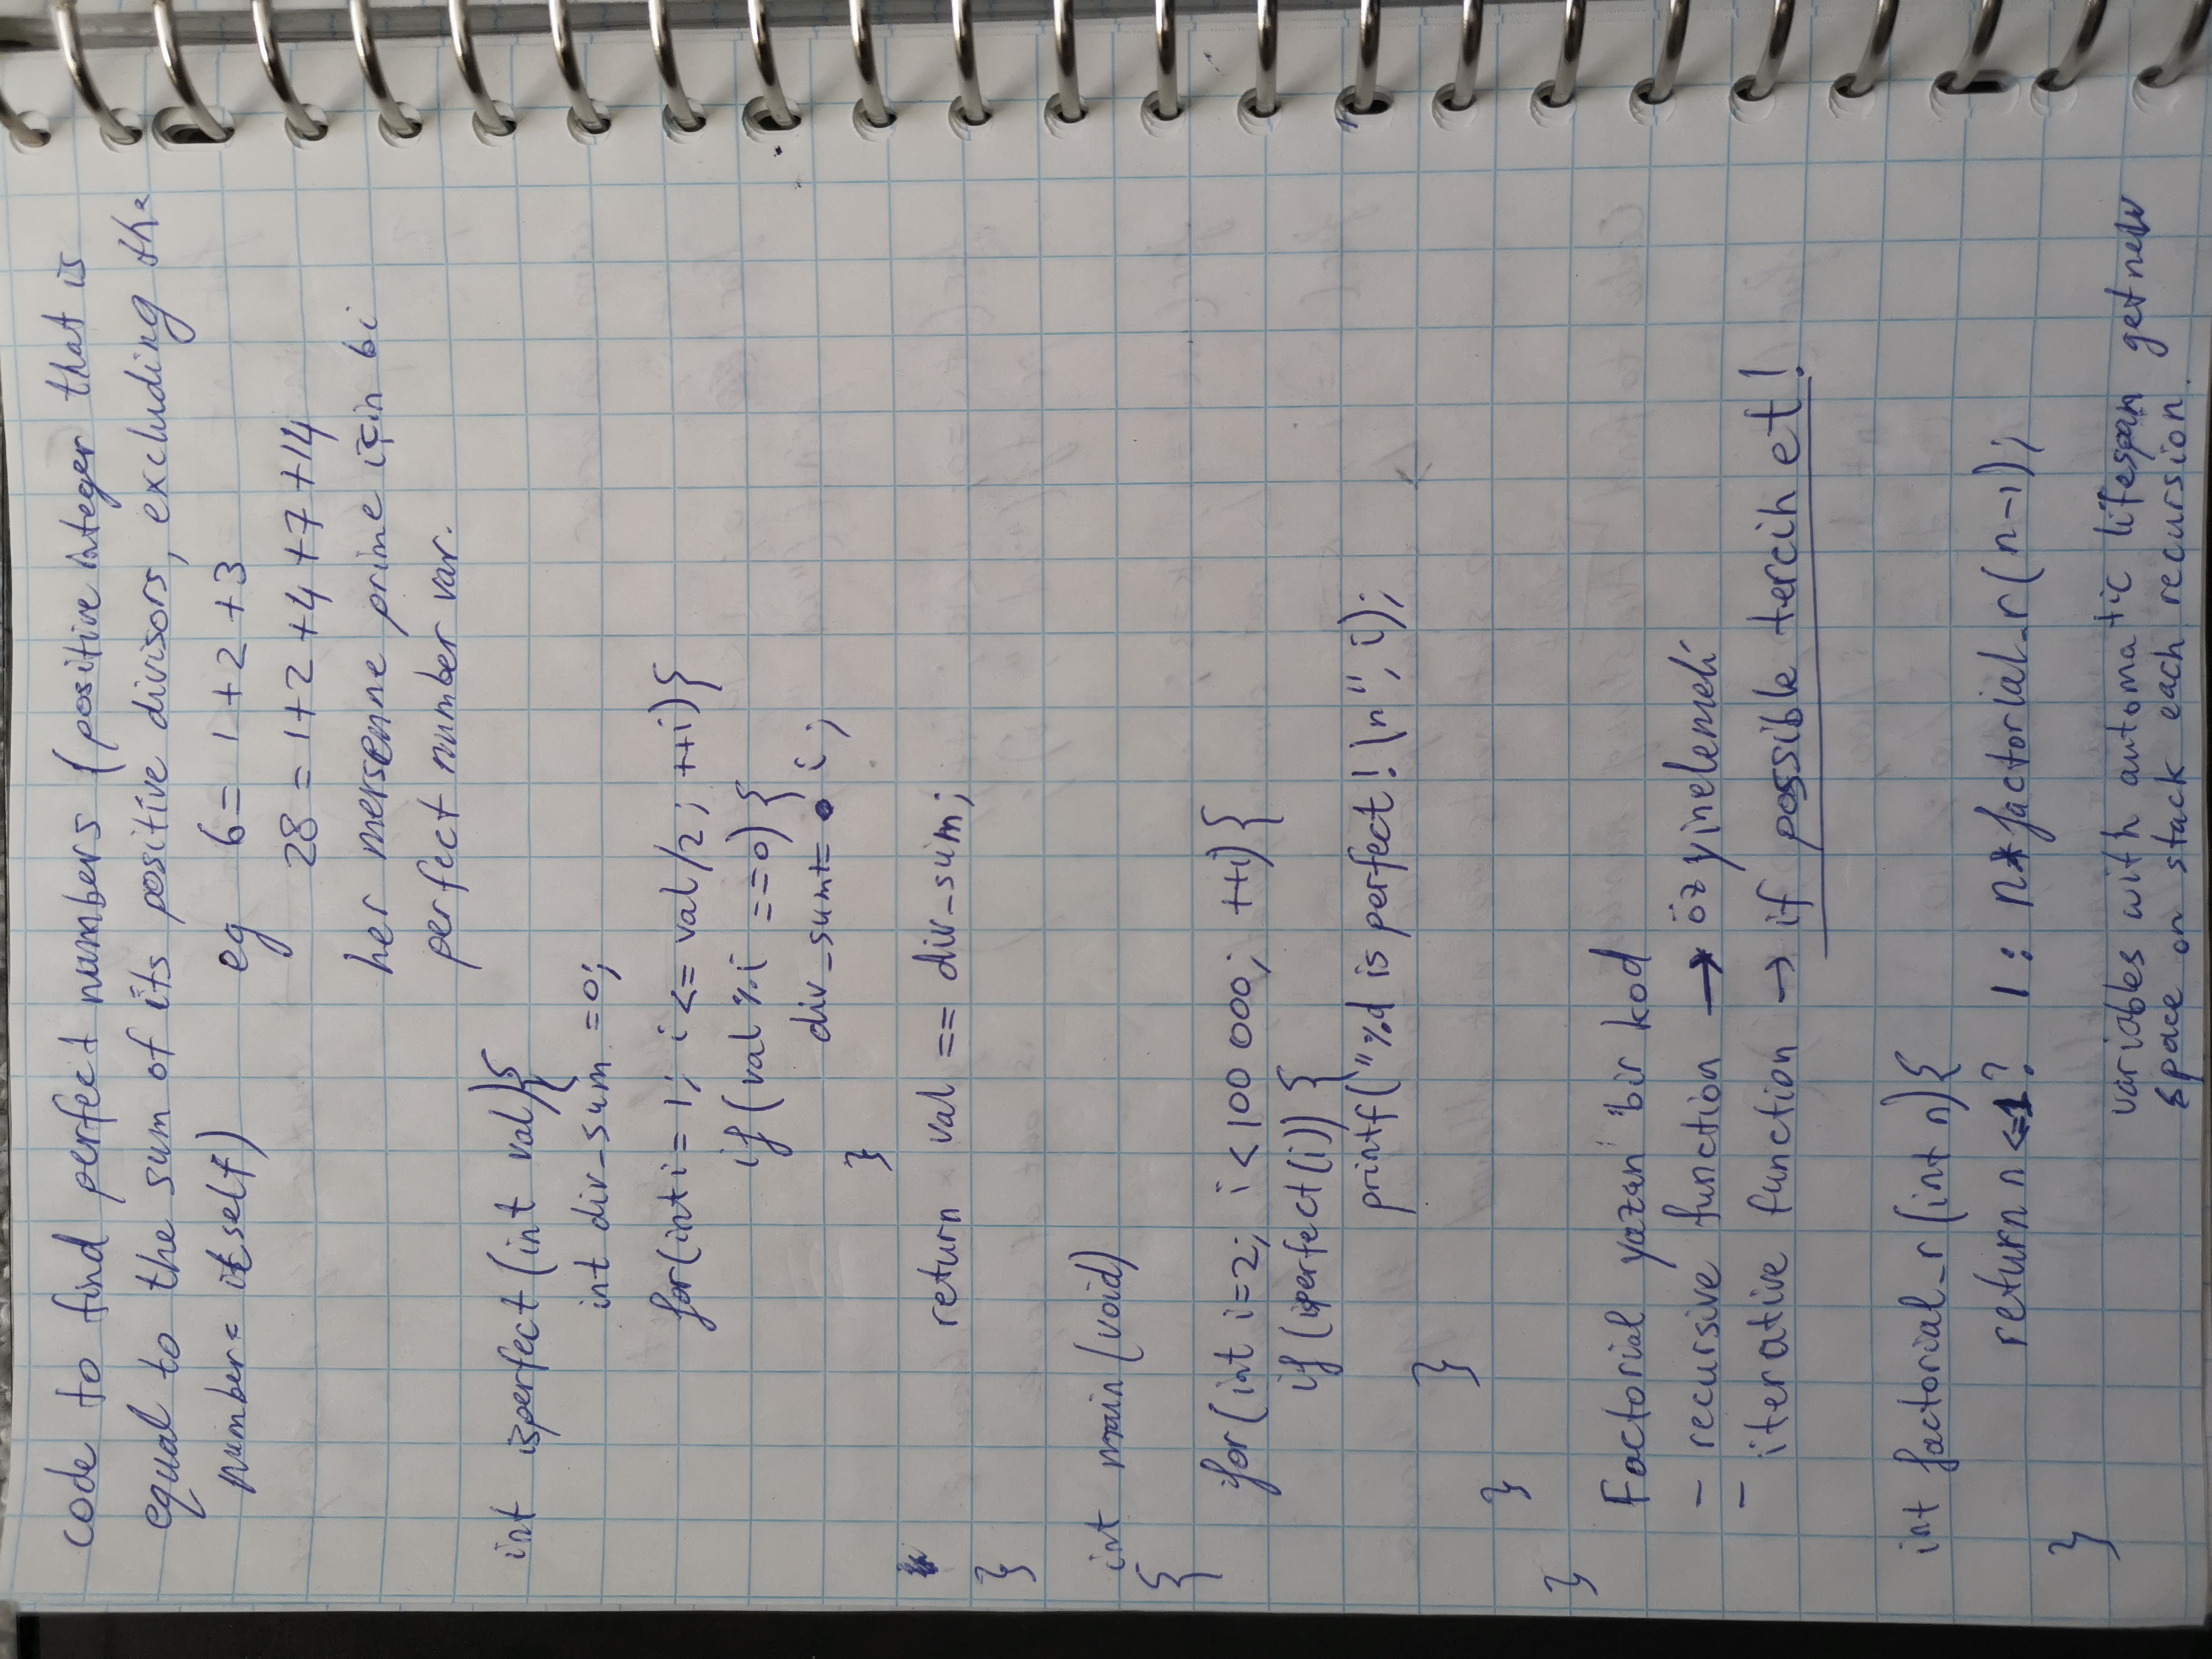 code to find perfect numbers (positive integer that is
equal to the sum of its positive divisors, excluding the
number itself) eg 6 = 1 + 2 + 3
28 = 1+2 +4 +7 +14
her mersenne prime için bi
perfect number var.
int isperfect (int val){
int div_sum =0;
for(int i = 1; i <= val/2; ++i){
if (val % i ==0) {
div_sum+= i;
}
return val == div_sum;
}
int main (void)
{
for (int i=2; i < 100 000; ++i){
if (isperfect(i)) {
printf("%d is perfect! \n", i);
}
}
}
Factorial yazan bir kod
- recursive function → öz yinelemeli
- iterative function → if possible tercih et!
int factorial_r (int n){
return n <=1? 1 : n*factorial_r (n-1);
}
variables with automatic lifespan get new
space on stack each recursion.